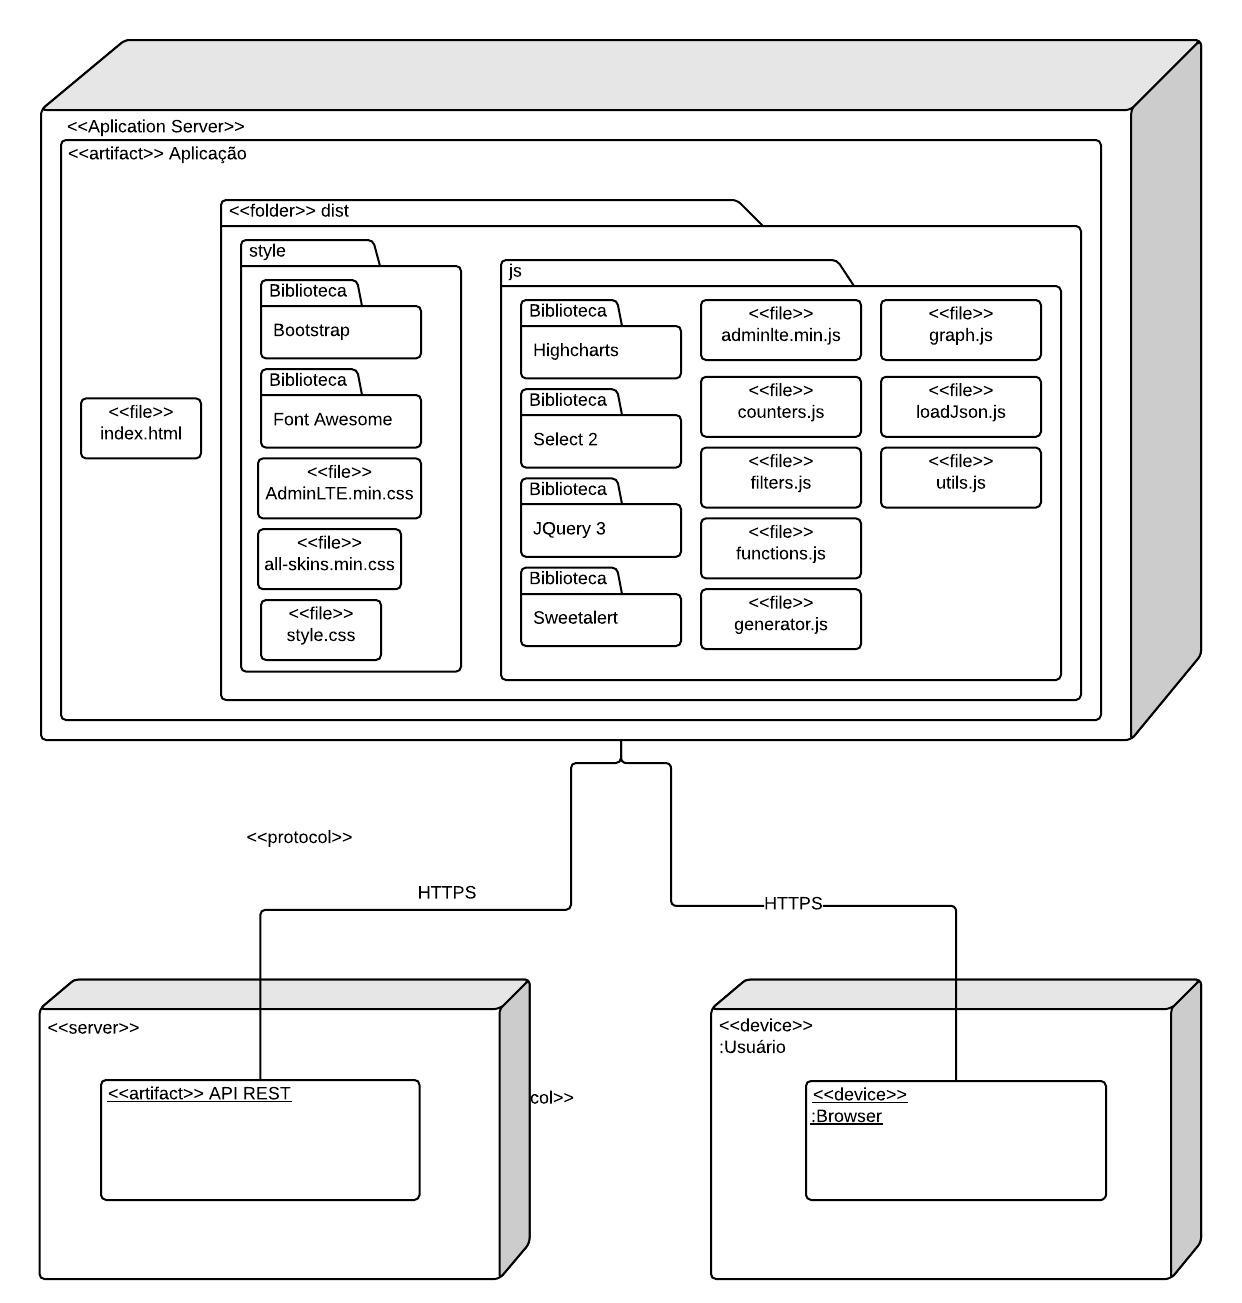 <<Aplication Server>>
<<artifact>> Aplicação
<<folder>> dist
style
Biblioteca
Bootstrap
Biblioteca
Font Awesome
<<file>>
AdminLTE.min.css
<<file>>
all-skins.min.css
<<file>>
style.css
<<file>>
index.html
js
Biblioteca
Highcharts
Biblioteca
Select 2
Biblioteca
JQuery 3
Biblioteca
Sweetalert
<<file>>
adminlte.min.js
<<file>>
counters.js
<<file>>
filters.js
<<file>>
functions.js
<<file>>
generator.js
<<file>>
graph.js
<<file>>
loadJson.js
<<file>>
utils.js
<<protocol>>
HTTPS
HTTPS
<<server>>
<<artifact>> API REST
col>>
<<device>>
:Usuário
<<device>>
:Browser